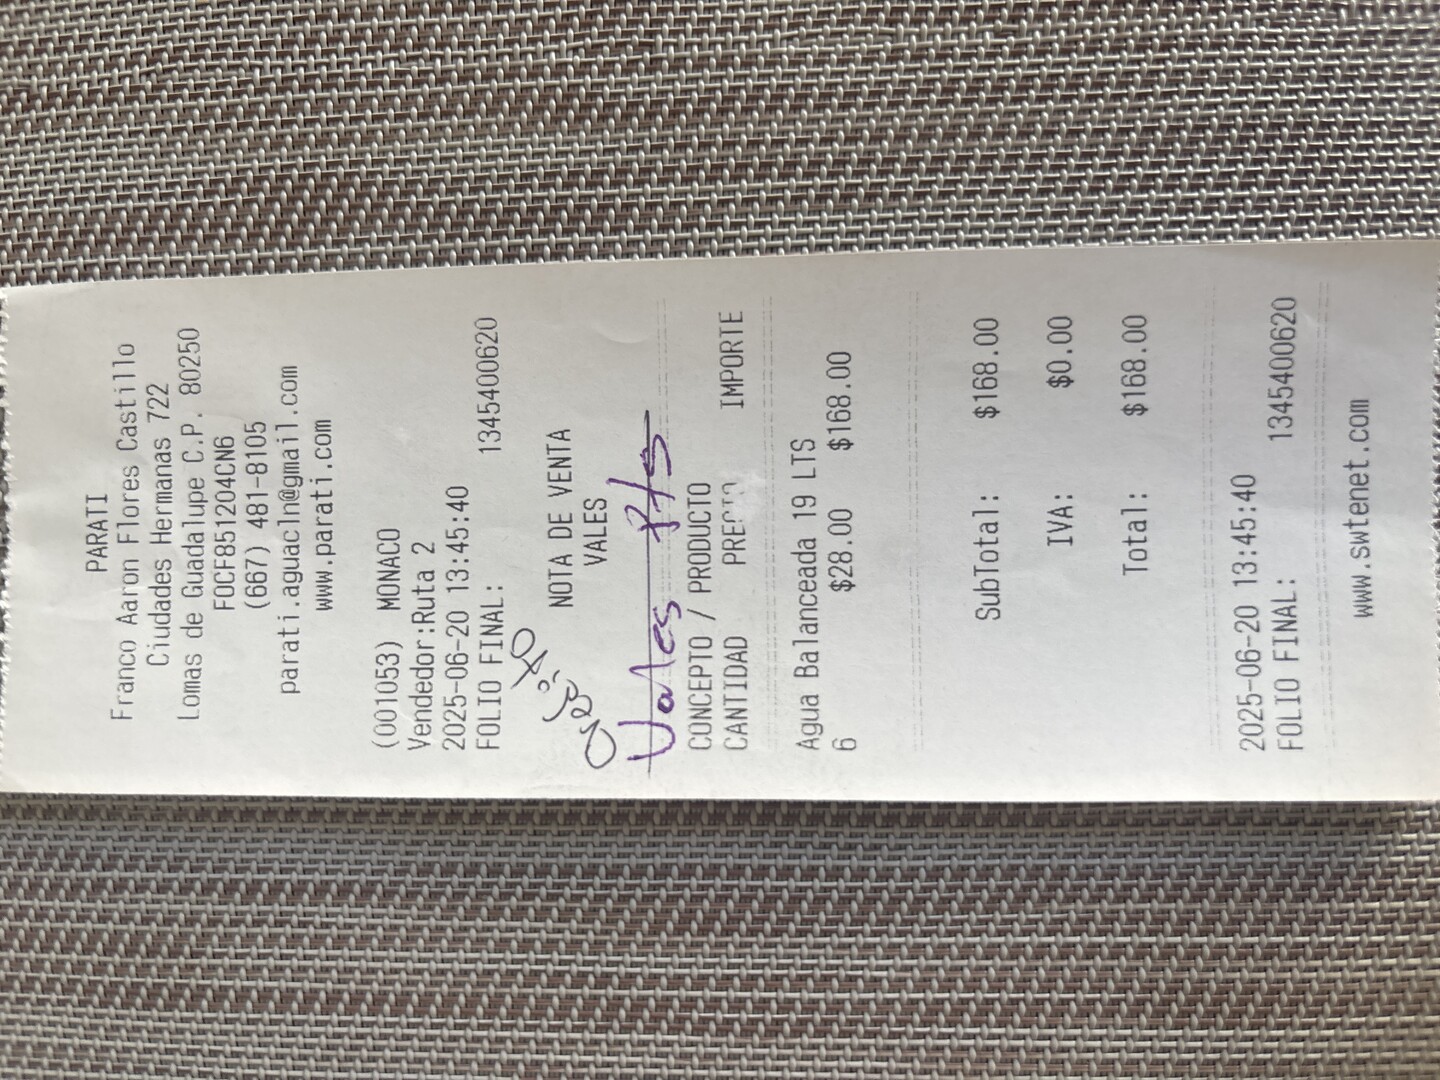 PARATI
Franco Aaron Flores Castillo
Ciudades Hermanas 722
Lomas de Guadalupe C.P. 80250
FOCF851204CN6
(667) 481-8105
parati.aguacln@gmail.com
www.parati.com
(001053) MONACO
Vendedor:Ruta 2
2025-06-20 13:45:40
FOLIO FINAL: 1345400620
NOTA DE VENTA
VALES
Vales
CONCEPTO / PRODUCTO
CANTIDAD PRECIO IMPORTE
Agua Balanceada 19 LTS
6 $28.00 $168.00
SubTotal: $168.00
IVA: $0.00
Total: $168.00
2025-06-20 13:45:40
FOLIO FINAL: 1345400620
www.swtenet.com